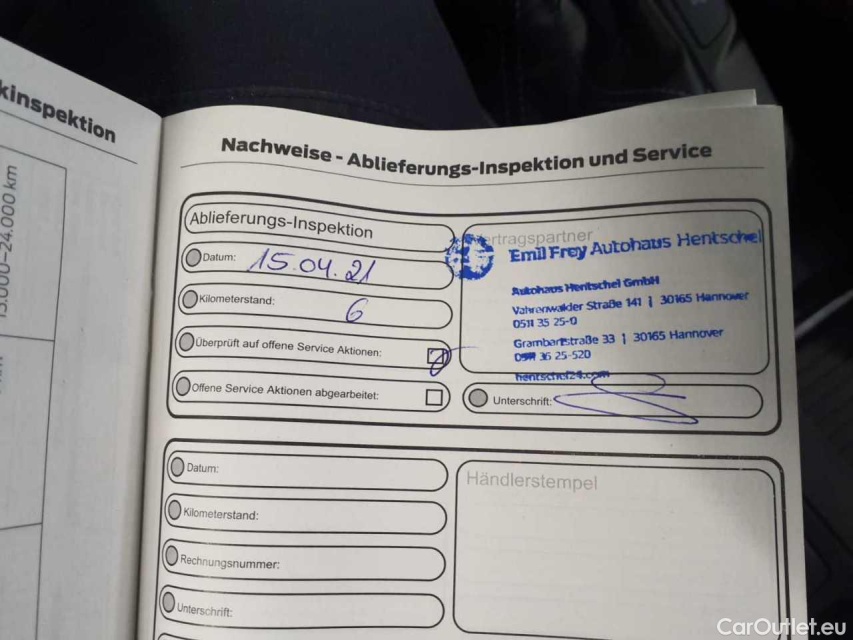 kinspektion
15.000–24.000 km
Nachweise - Ablieferungs-Inspektion und Service
Ablieferungs-Inspektion
Datum: 15.04.21
Kilometerstand: 6
Überprüft auf offene Service Aktionen:
Offene Service Aktionen abgearbeitet:
ertragspartner
Emil Frey Autohaus Hentschel
Autohaus Hentschel GmbH
Vahrenwalder Straße 141 | 30165 Hannover
0511 35 25-0
Grambartstraße 33 | 30165 Hannover
0511 36 25-520
hentschel24.com
Unterschrift:
Datum:
Kilometerstand:
Rechnungsnummer:
Unterschrift:
Händlerstempel
CarOutlet.eu